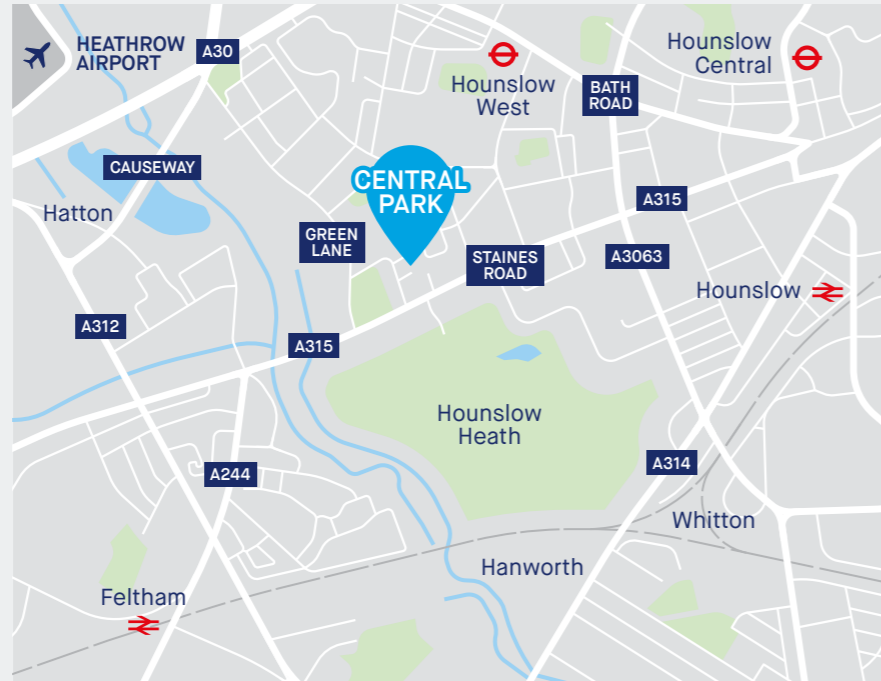 HEATHROW
AIRPORT
A30
Hounslow
West
Hounslow
Central
BATH
ROAD
CAUSEWAY
Hatton
CENTRAL
PARK
GREEN
LANE
STAINES
ROAD
A315
A3063
Hounslow
A312
A315
Hounslow
Heath
A244
A314
Whitton
Hanworth
Feltham